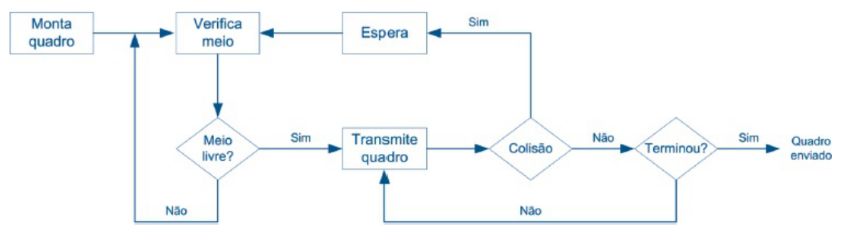 Monta
quadro
Verifica
meio
Espera
Sim
Meio
livre?
Sim
Transmite
quadro
Colisão
Não
Terminou?
Sim
Quadro
enviado
Não
Não